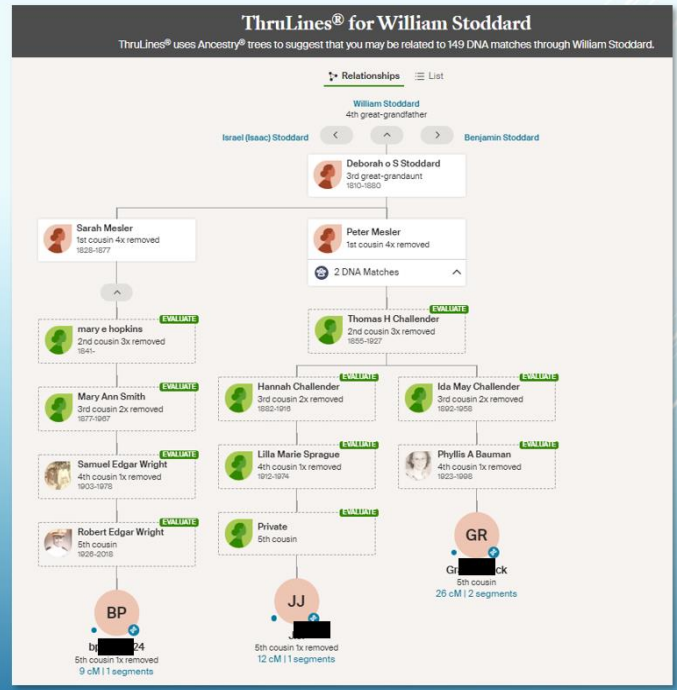 ThruLines® for William Stoddard
ThruLines® uses Ancestry® trees to suggest that you may be related to 149 DNA matches through William Stoddard.
Relationships List
William Stoddard
4th great-grandfather
Israel (Isaac) Stoddard
Benjamin Stoddard
Deborah o S Stoddard
3rd great-grandaunt
1810-1880
Sarah Mesler
1st cousin 4x removed
1828-1877
Peter Mesler
1st cousin 4x removed
2 DNA Matches
EVALUATE
mary e hopkins
2nd cousin 3x removed
1841-
EVALUATE
Thomas H Challender
2nd cousin 3x removed
1855-1927
EVALUATE
Mary Ann Smith
3rd cousin 2x removed
1877-1967
EVALUATE
Hannah Challender
3rd cousin 2x removed
1882-1916
EVALUATE
Ida May Challender
3rd cousin 2x removed
1892-1958
EVALUATE
Samuel Edgar Wright
4th cousin 1x removed
1903-1978
EVALUATE
Lilla Marie Sprague
4th cousin 1x removed
1912-1974
EVALUATE
Phyllis A Bauman
4th cousin 1x removed
1923-1996
EVALUATE
Robert Edgar Wright
5th cousin
1926-2018
EVALUATE
Private
5th cousin
GR
Gr ck
5th cousin
26 cM | 2 segments
BP
bp 24
5th cousin 1x removed
9 cM | 1 segments
JJ
5th cousin 1x removed
12 cM | 1 segments